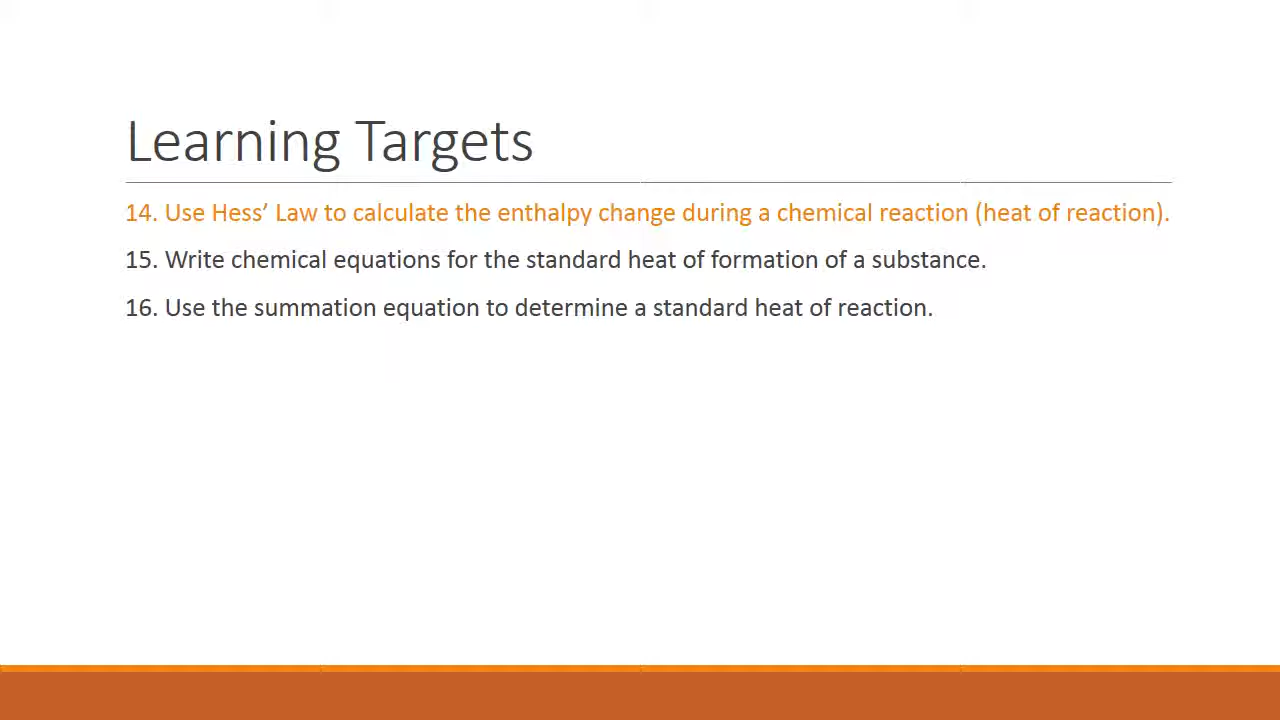 Learning Targets
14. Use Hess’ Law to calculate the enthalpy change during a chemical reaction (heat of reaction).
15. Write chemical equations for the standard heat of formation of a substance.
16. Use the summation equation to determine a standard heat of reaction.